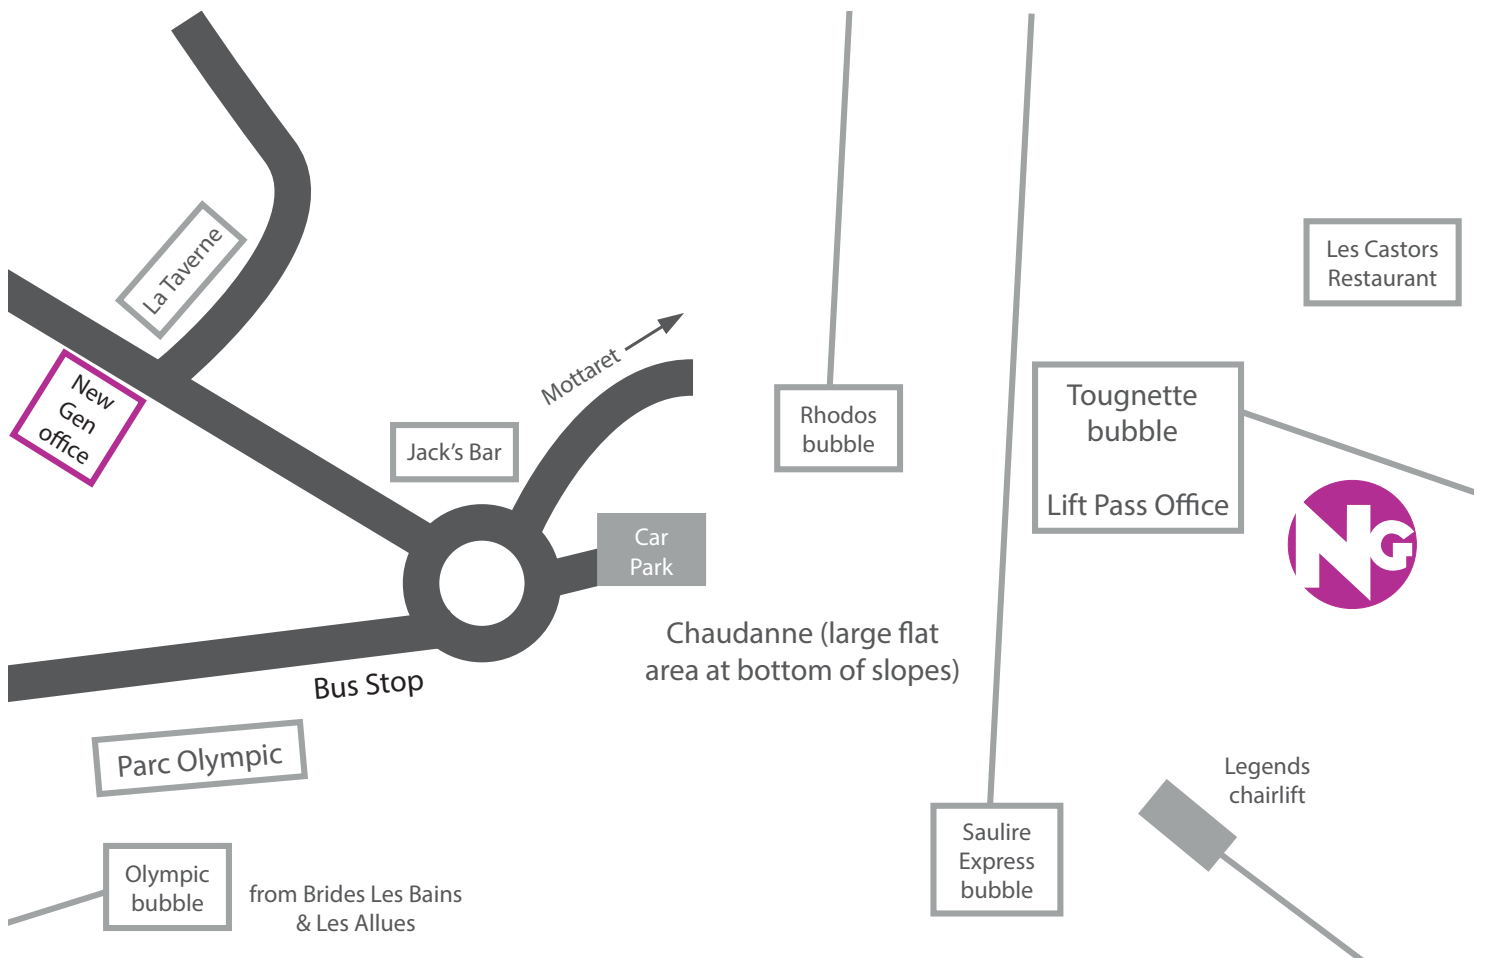 La Taverne
New
Gen
office
Jack's Bar
Mottaret
Car
Park
Rhodos
bubble
Tougnette
bubble
Lift Pass Office
Les Castors
Restaurant
NG
Chaudanne (large flat
area at bottom of slopes)
Bus Stop
Parc Olympic
Olympic
bubble
from Brides Les Bains
& Les Allues
Saulire
Express
bubble
Legends
chairlift